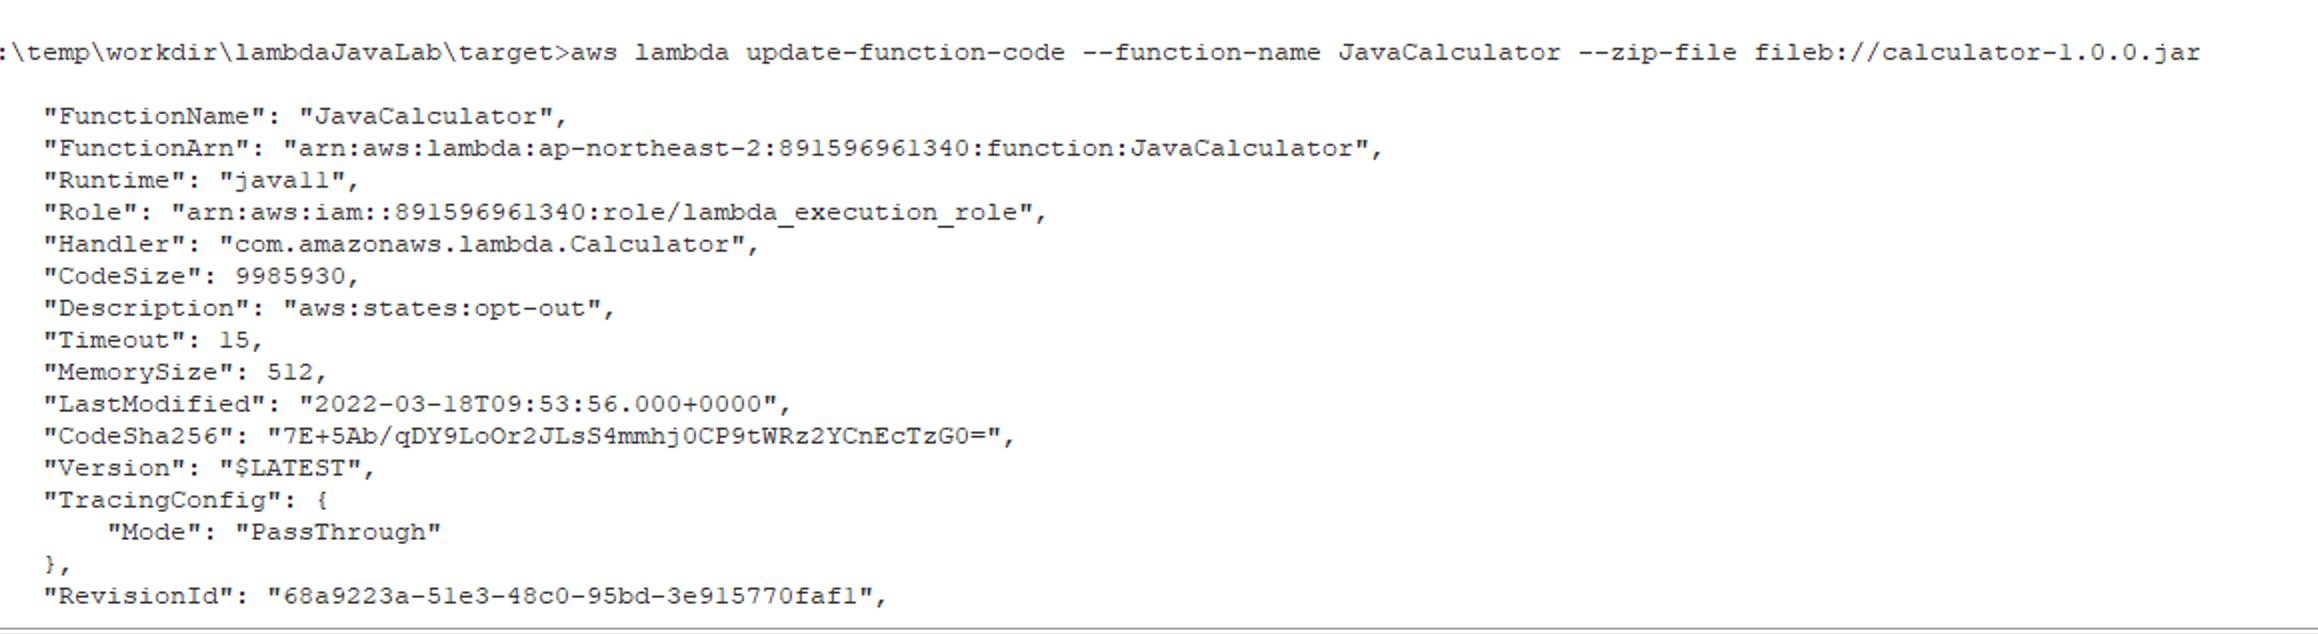 :\temp\workdir\lambdaJavaLab\target>aws lambda update-function-code --function-name JavaCalculator --zip-file fileb://calculator-1.0.0.jar
"FunctionName": "JavaCalculator",
"FunctionArn": "arn:aws:lambda:ap-northeast-2:891596961340:function:JavaCalculator",
"Runtime": "java11",
"Role": "arn:aws:iam::891596961340:role/lambda_execution_role",
"Handler": "com.amazonaws.lambda.Calculator",
"CodeSize": 9985930,
"Description": "aws:states:opt-out",
"Timeout": 15,
"MemorySize": 512,
"LastModified": "2022-03-18T09:53:56.000+0000",
"CodeSha256": "7E+5Ab/qDY9LoOr2JLsS4mmhj0CP9tWRz2YCnEcTzG0=",
"Version": "$LATEST",
"TracingConfig": {
"Mode": "PassThrough"
},
"RevisionId": "68a9223a-51e3-48c0-95bd-3e915770faf1",